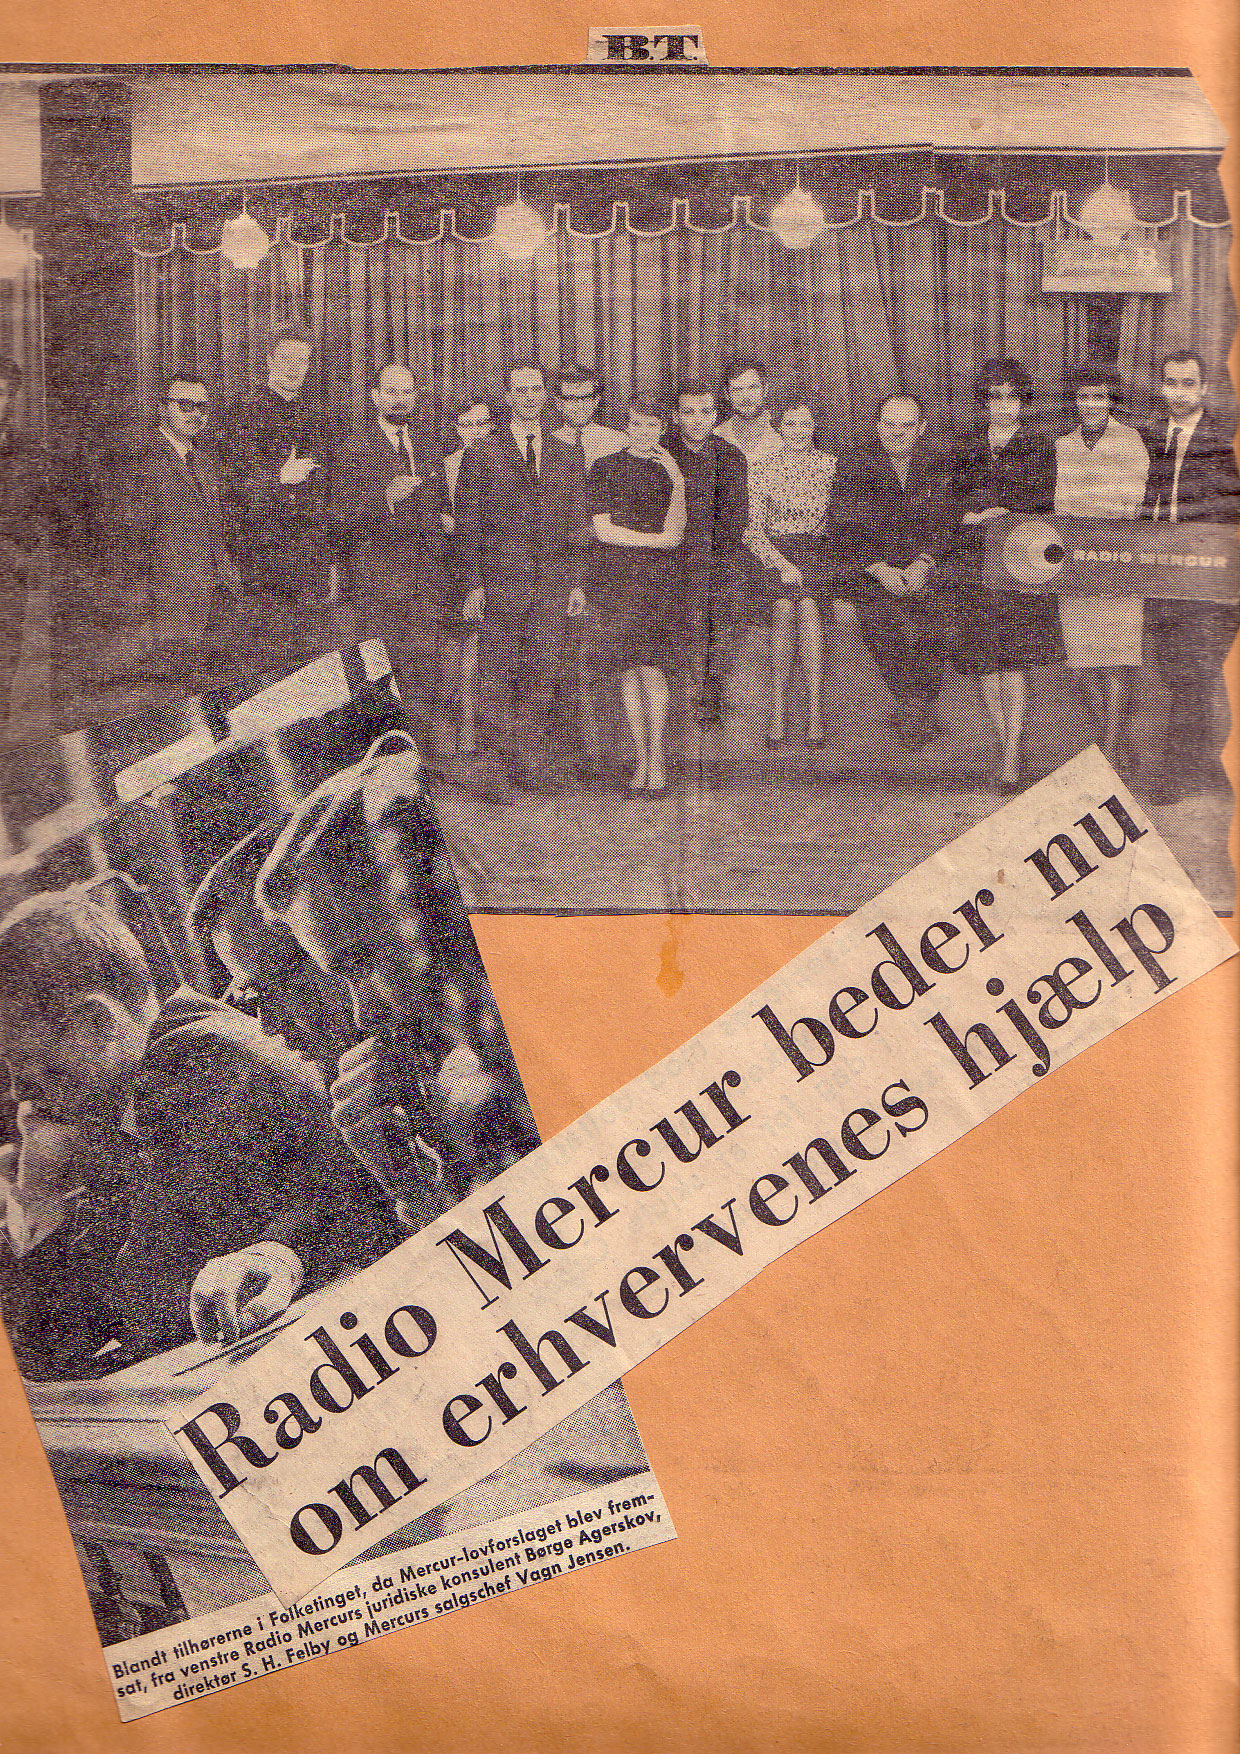 B.T.
RADIO MERCUR
Radio Mercur beder nu
om erhvervenes hjælp
Blandt tilhørerne i Folketinget, da Mercur-lovforslaget blev frem-
sat, fra venstre Radio Mercurs juridiske konsulent Børge Agerskov,
direktør S. H. Felby og Mercurs salgschef Vagn Jensen.